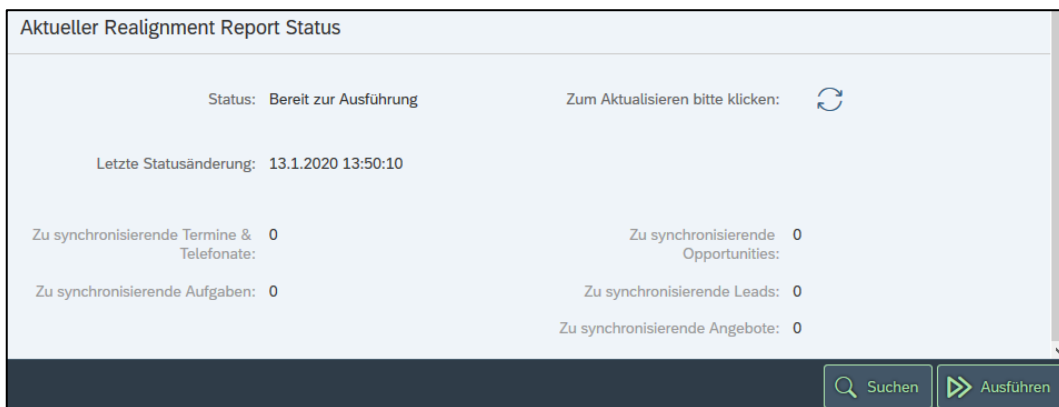 Aktueller Realignment Report Status
Status: Bereit zur Ausführung
Zum Aktualisieren bitte klicken:
Letzte Statusänderung: 13.1.2020 13:50:10
Zu synchronisierende Termine & 0
Telefonate:
Zu synchronisierende 0
Opportunities:
Zu synchronisierende Aufgaben: 0
Zu synchronisierende Leads: 0
Zu synchronisierende Angebote: 0
Suchen
Ausführen